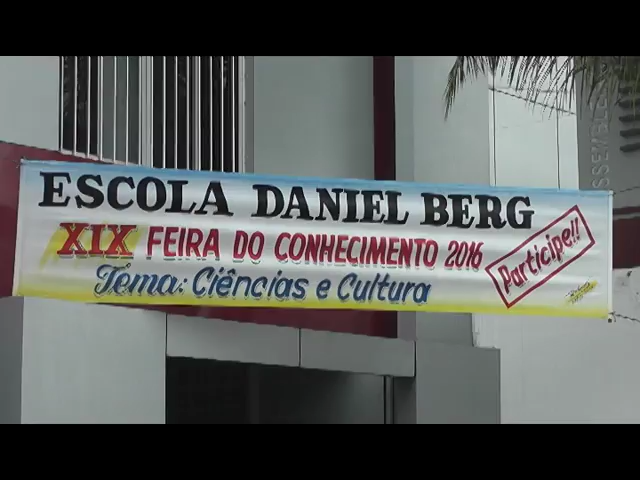 ESCOLA DANIEL BERG
XIX FEIRA DO CONHECIMENTO 2016
Participe!!
Tema: Ciências e Cultura